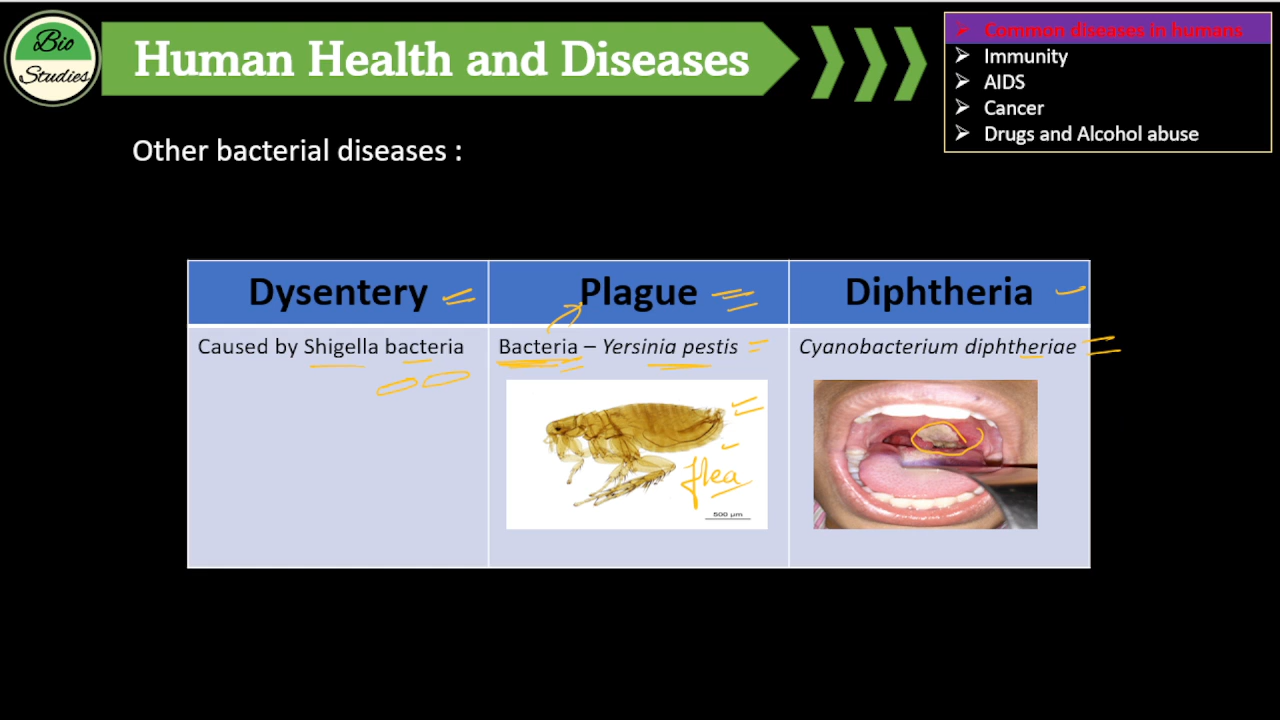 Bio
Studies
Human Health and Diseases
➢ Common diseases in humans
➢ Immunity
➢ AIDS
➢ Cancer
➢ Drugs and Alcohol abuse
Other bacterial diseases :
Dysentery
Plague
Diphtheria
Caused by Shigella bacteria
Bacteria – Yersinia pestis
Cyanobacterium diphtheriae
flea
500 µm